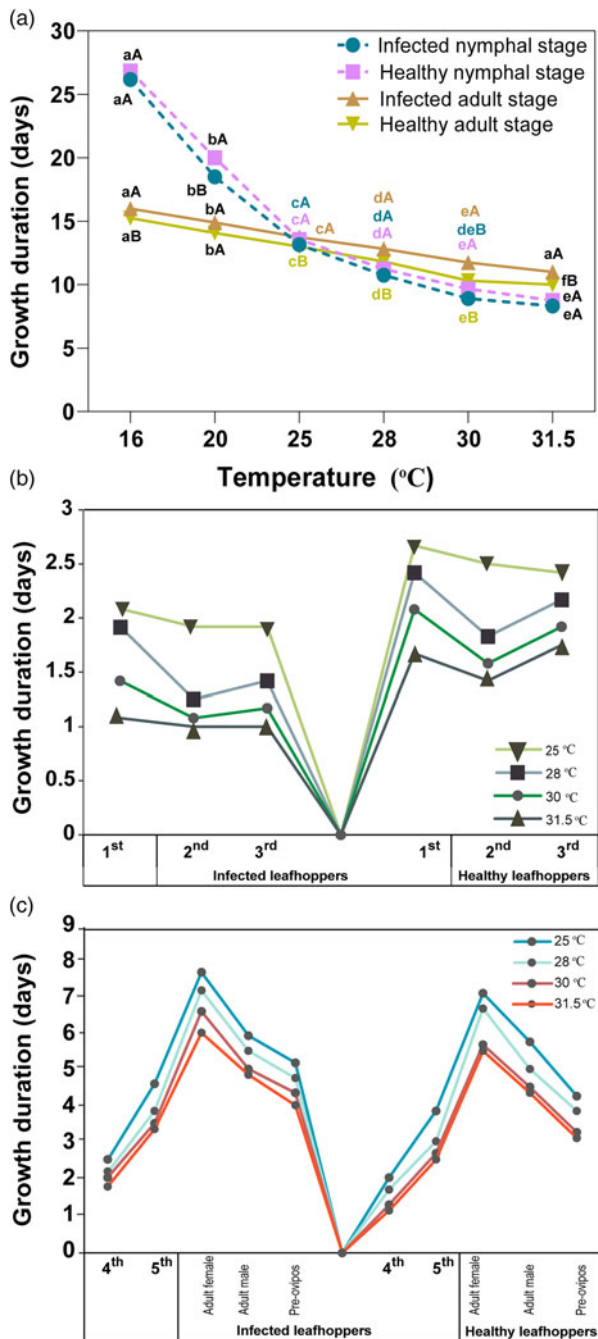 (a)
30
25
20
15
10
5
0
Growth duration (days)
Infected nymphal stage
Healthy nymphal stage
Infected adult stage
Healthy adult stage
aA
aA
bA
bB
bA
aA
aB
bA
cA
cA
cA
cB
dA
dA
dA
dB
eA
deB
eA
eB
aA
fB
eA
eA
16 20 25 28 30 31.5
Temperature (°C)
(b)
3
2.5
2
1.5
1
0.5
0
Growth duration (days)
25 °C
28 °C
30 °C
31.5 °C
1st 2nd 3rd 1st 2nd 3rd
Infected leafhoppers Healthy leafhoppers
(c)
9
8
7
6
5
4
3
2
1
0
Growth duration (days)
25 °C
28 °C
30 °C
31.5 °C
4th 5th Adult female Adult male Pre-ovipos 4th 5th Adult female Adult male Pre-ovipos
Infected leafhoppers Healthy leafhoppers